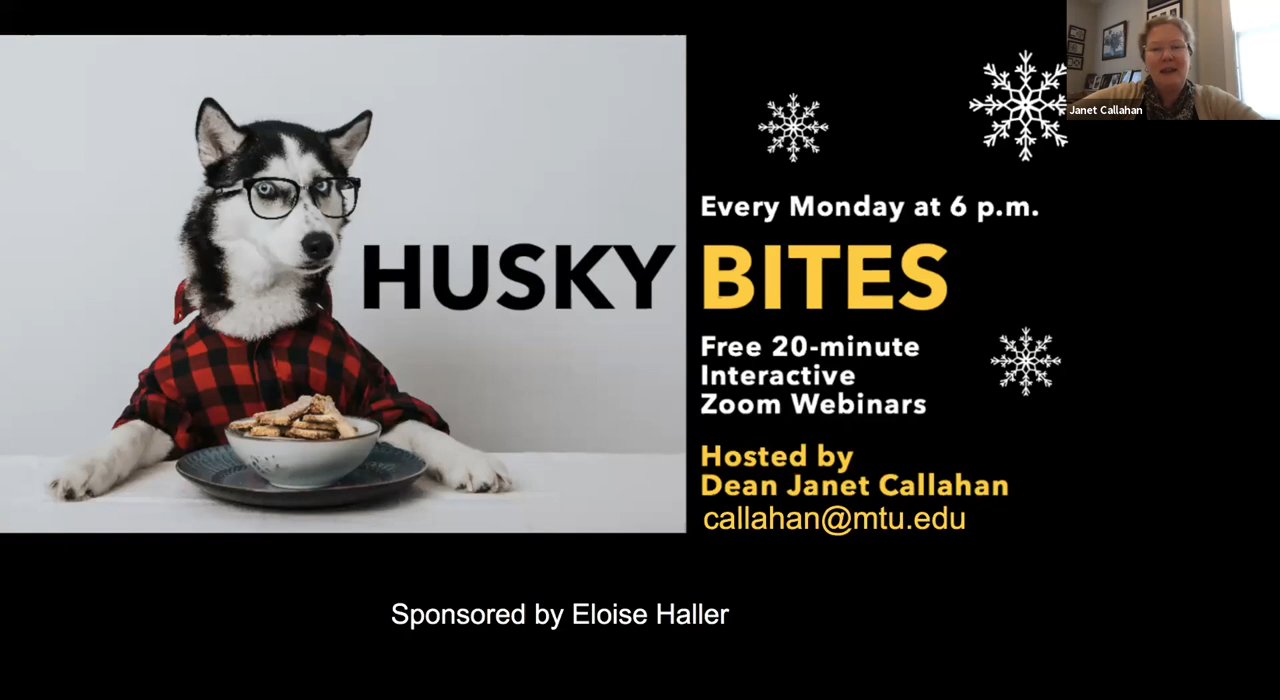 Janet Callahan
Every Monday at 6 p.m.
HUSKY BITES
Free 20-minute
Interactive
Zoom Webinars
Hosted by
Dean Janet Callahan
callahan@mtu.edu
Sponsored by Eloise Haller